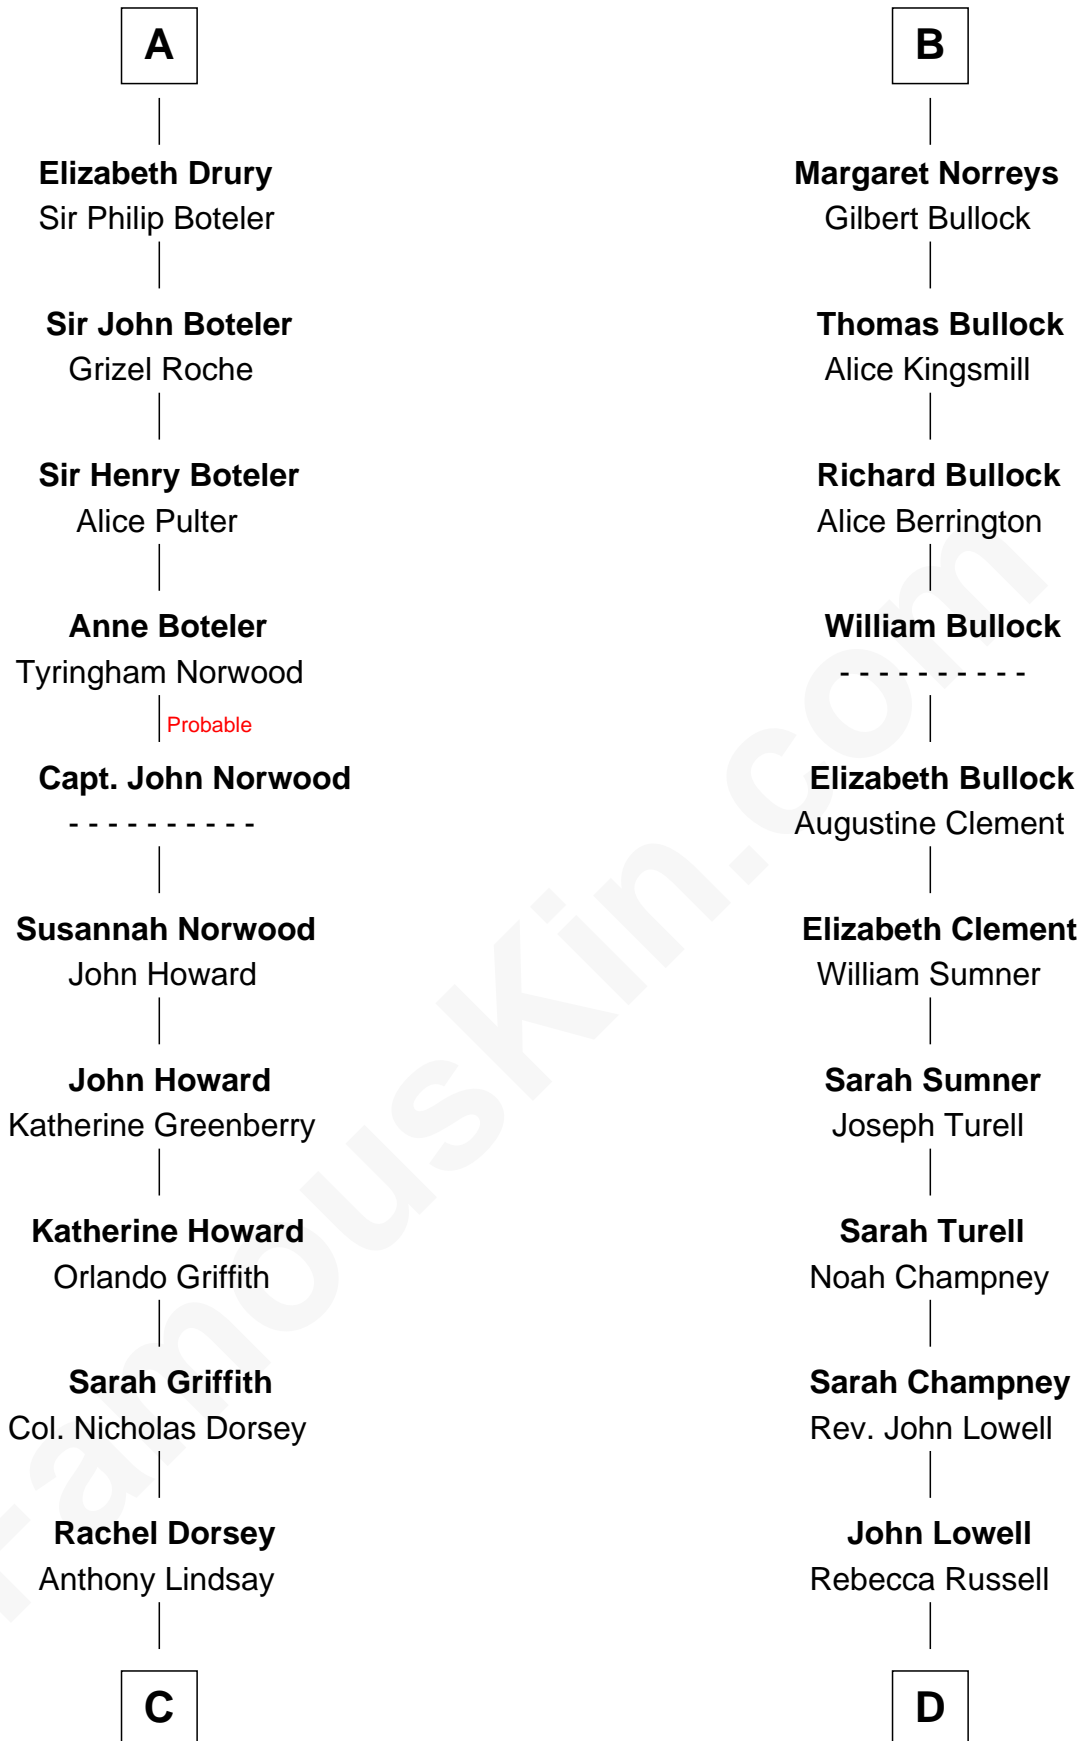 A
Elizabeth Drury
Sir Philip Boteler
Sir John Boteler
Grizel Roche
Sir Henry Boteler
Alice Pulter
Anne Boteler
Tyringham Norwood
Probable
Capt. John Norwood
- - - - - - - - - -
Susannah Norwood
John Howard
John Howard
Katherine Greenberry
Katherine Howard
Orlando Griffith
Sarah Griffith
Col. Nicholas Dorsey
Rachel Dorsey
Anthony Lindsay
C
B
Margaret Norreys
Gilbert Bullock
Thomas Bullock
Alice Kingsmill
Richard Bullock
Alice Berrington
William Bullock
- - - - - - - - - -
Elizabeth Bullock
Augustine Clement
Elizabeth Clement
William Sumner
Sarah Sumner
Joseph Turell
Sarah Turell
Noah Champney
Sarah Champney
Rev. John Lowell
John Lowell
Rebecca Russell
D
FamousKin.com